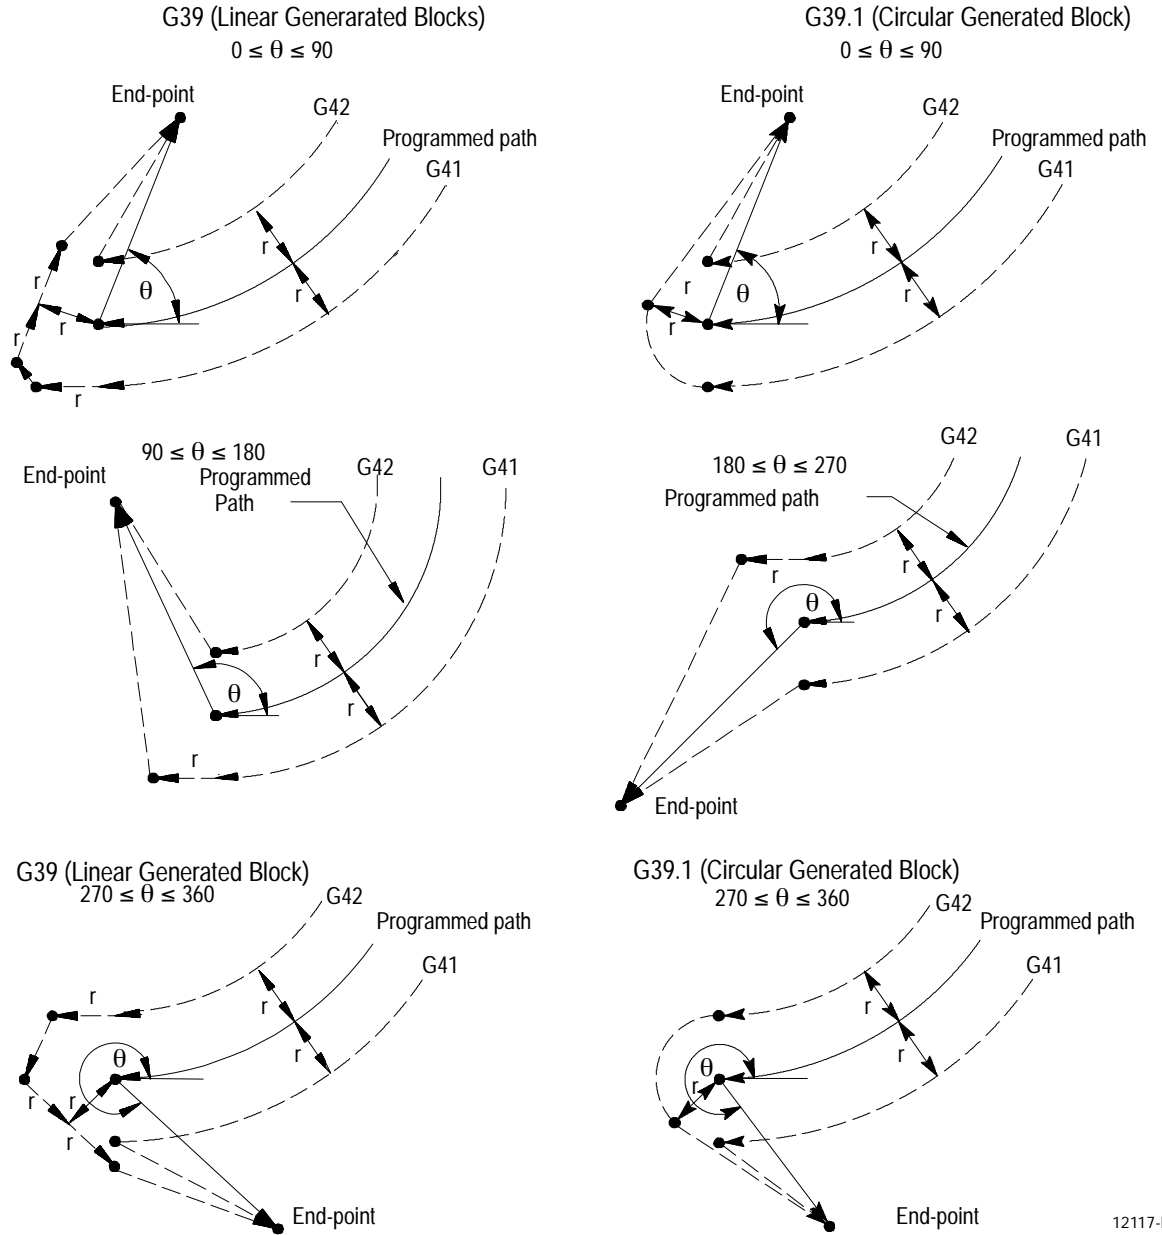 G39 (Linear Generarated Blocks)
0 ≤ θ ≤ 90
End-point
G42
Programmed path
G41
r
θ
r
r
r
r
r
G39.1 (Circular Generated Block)
0 ≤ θ ≤ 90
End-point
G42
Programmed path
G41
r
θ
r
r
90 ≤ θ ≤ 180
End-point
Programmed
Path
G42
G41
r
θ
r
r
G42
G41
180 ≤ θ ≤ 270
Programmed path
r
r
θ
r
End-point
G39 (Linear Generated Block)
270 ≤ θ ≤ 360
G42
Programmed path
G41
r
r
r
θ
r
r
r
End-point
G39.1 (Circular Generated Block)
270 ≤ θ ≤ 360
G42
Programmed path
G41
r
r
θ
r
End-point
12117-I